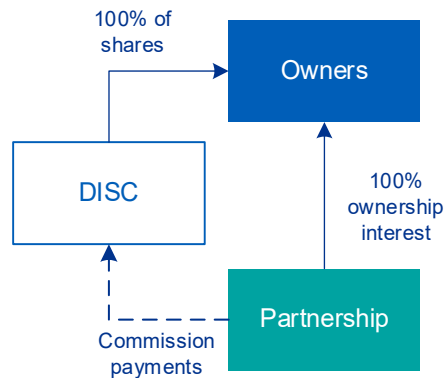 100% of
shares
Owners
DISC
100%
ownership
interest
Partnership
Commission
payments